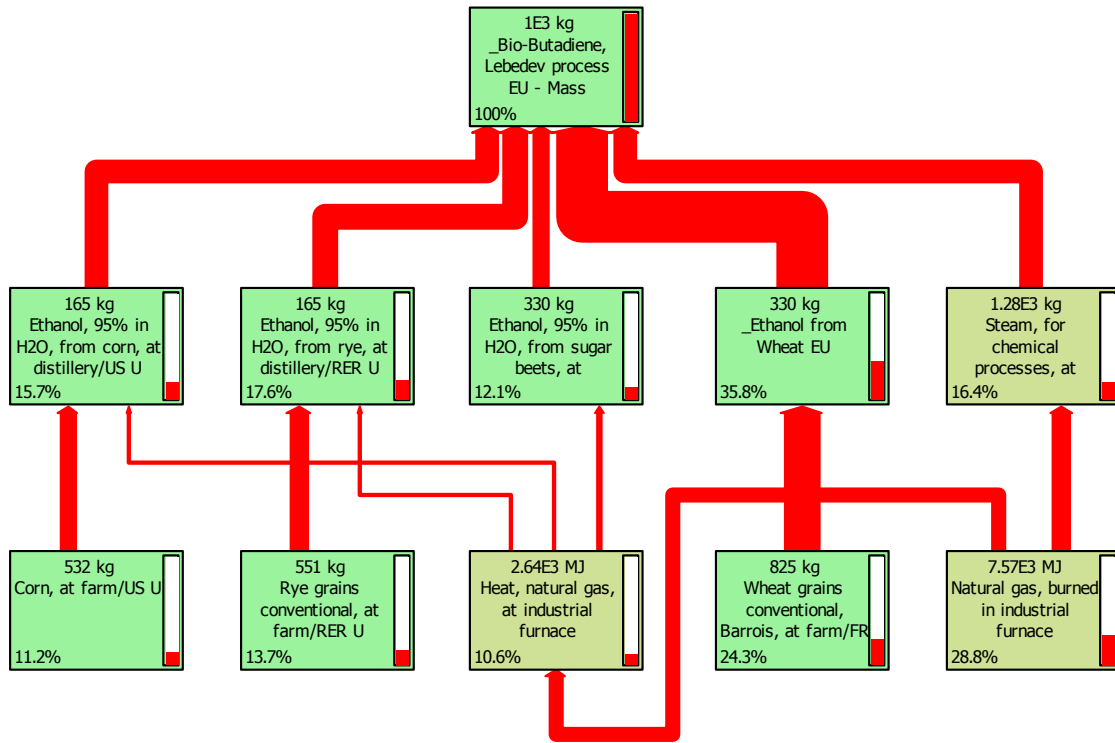 1E3 kg
_Bio-Butadiene,
Lebedev process
EU - Mass
100%
165 kg
Ethanol, 95% in
H2O, from corn, at
distillery/US U
15.7%
165 kg
Ethanol, 95% in
H2O, from rye, at
distillery/RER U
17.6%
330 kg
Ethanol, 95% in
H2O, from sugar
beets, at
12.1%
330 kg
_Ethanol from
Wheat EU
35.8%
1.28E3 kg
Steam, for
chemical
processes, at
16.4%
532 kg
Corn, at farm/US U
11.2%
551 kg
Rye grains
conventional, at
farm/RER U
13.7%
2.64E3 MJ
Heat, natural gas,
at industrial
furnace
10.6%
825 kg
Wheat grains
conventional,
Barrois, at farm/FR
24.3%
7.57E3 MJ
Natural gas, burned
in industrial
furnace
28.8%